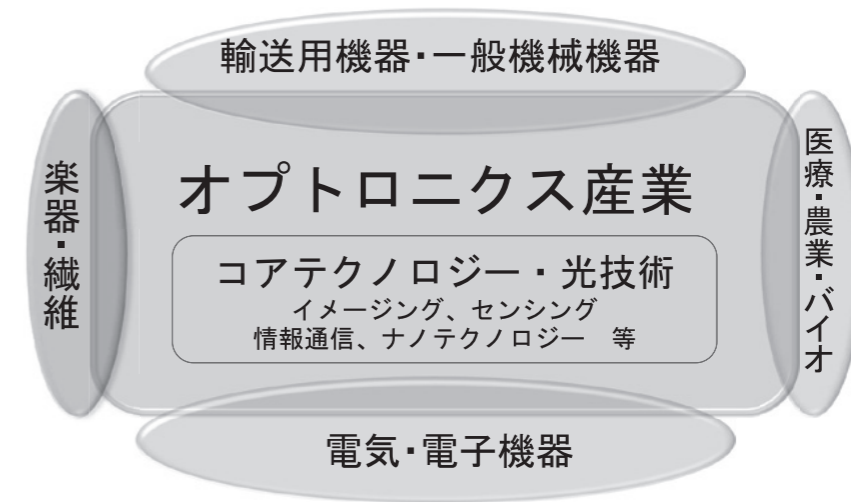 輸送用機器・一般機械機器
楽器・繊維
オプトロニクス産業
コアテクノロジー・光技術
イメージング、センシング
情報通信、ナノテクノロジー　等
医療・農業・バイオ
電気・電子機器